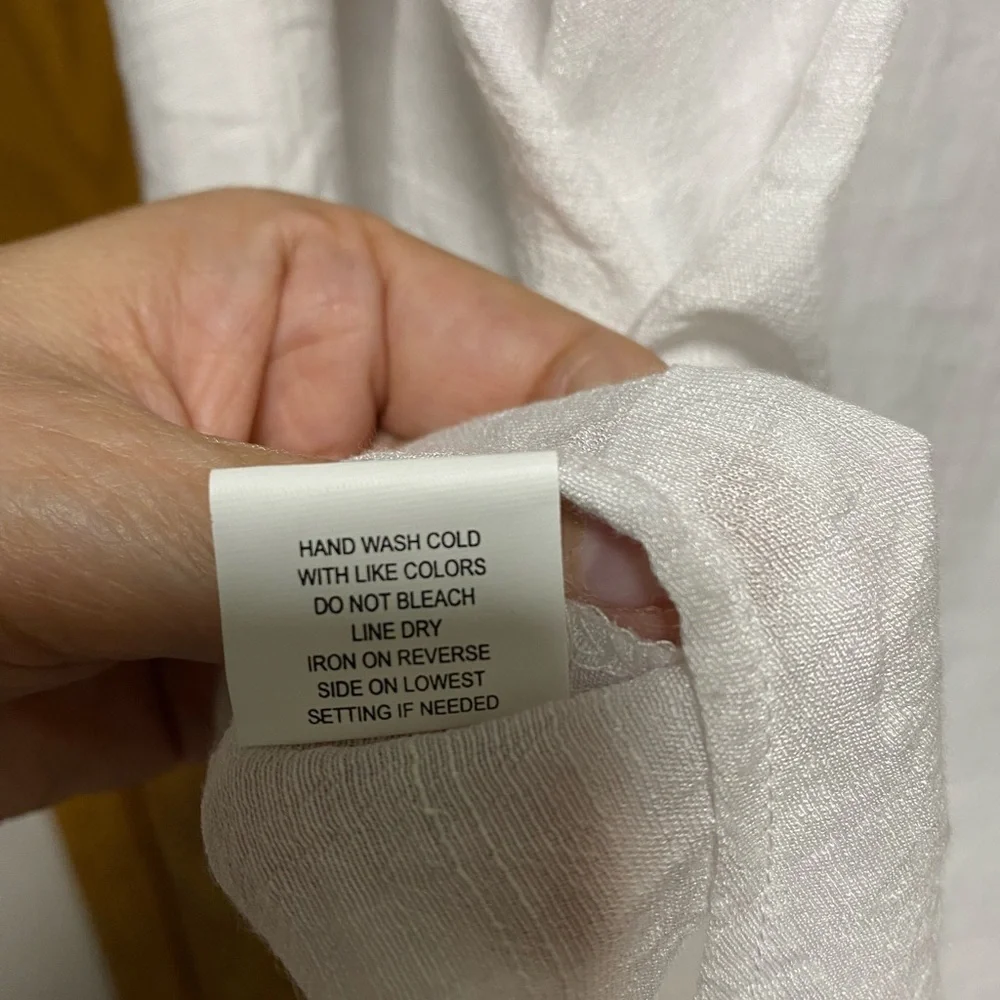 HAND WASH COLD
WITH LIKE COLORS
DO NOT BLEACH
LINE DRY
IRON ON REVERSE
SIDE ON LOWEST
SETTING IF NEEDED